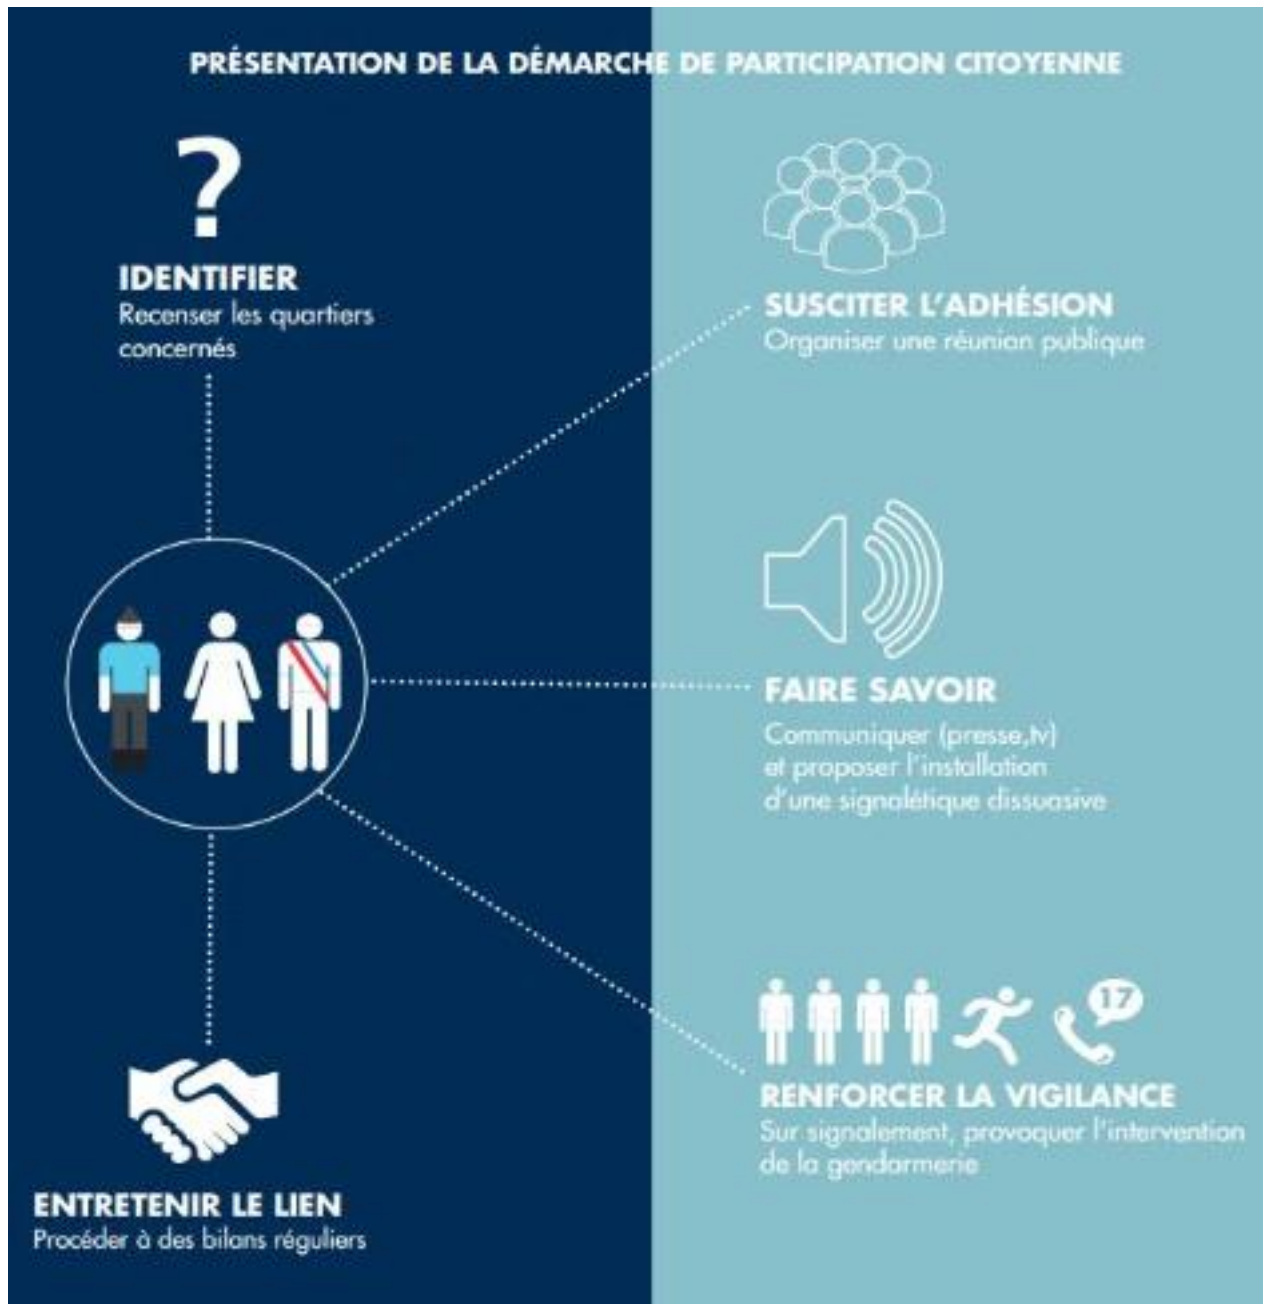 PRÉSENTATION DE LA DÉMARCHE DE PARTICIPATION CITOYENNE
?
IDENTIFIER
Recenser les quartiers
concernés
SUSCITER L'ADHÉSION
Organiser une réunion publique
FAIRE SAVOIR
Communiquer (presse,tv)
et proposer l'installation
d'une signalétique dissuasive
17
RENFORCER LA VIGILANCE
Sur signalement, provoquer l'intervention
de la gendarmerie
ENTRETENIR LE LIEN
Procéder à des bilans réguliers